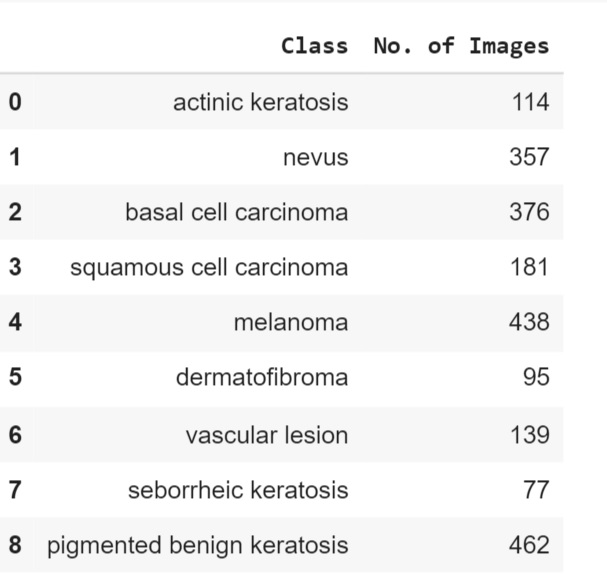 Class No. of Images
0 actinic keratosis 114
1 nevus 357
2 basal cell carcinoma 376
3 squamous cell carcinoma 181
4 melanoma 438
5 dermatofibroma 95
6 vascular lesion 139
7 seborrheic keratosis 77
8 pigmented benign keratosis 462